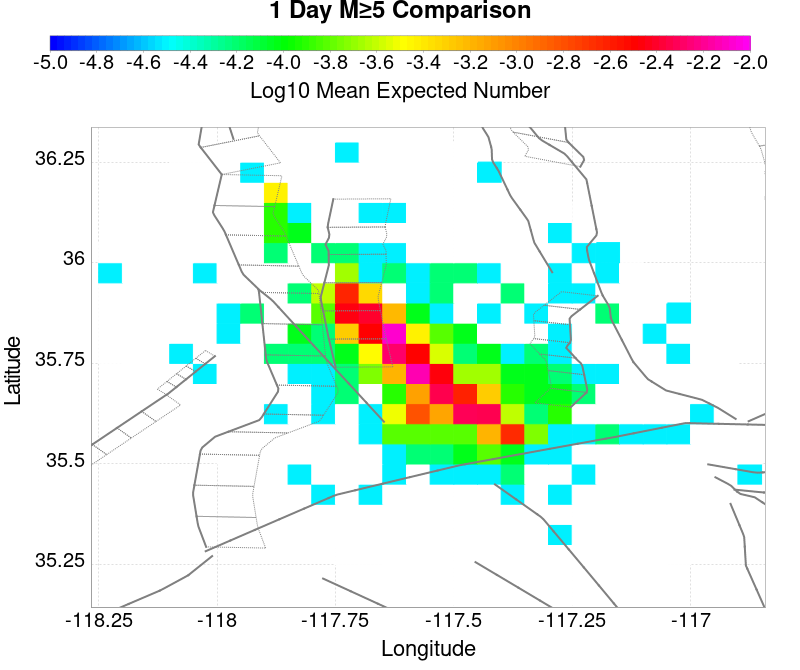 1 Day M≥5 Comparison
-5.0 -4.8 -4.6 -4.4 -4.2 -4.0 -3.8 -3.6 -3.4 -3.2 -3.0 -2.8 -2.6 -2.4 -2.2 -2.0
Log10 Mean Expected Number
36.25
36
35.75
35.5
35.25
Latitude
-118.25 -118 -117.75 -117.5 -117.25 -117
Longitude